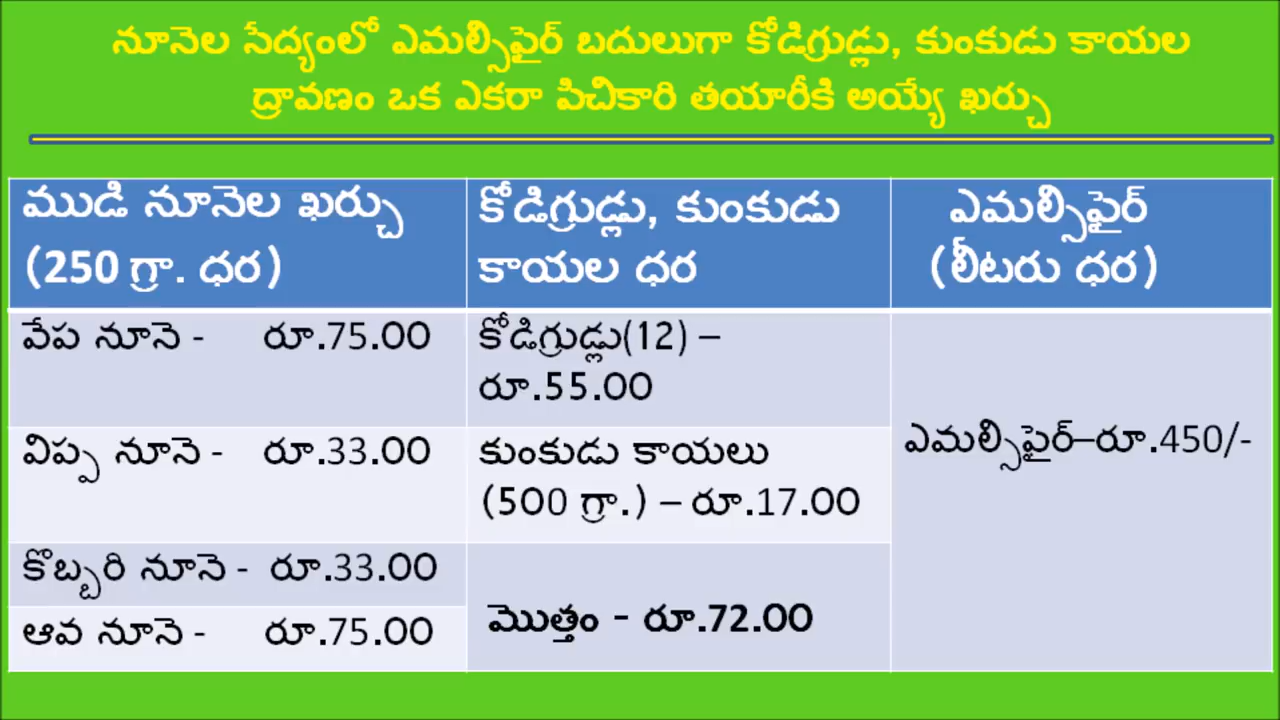 నూనెల సేద్యంలో ఎమల్సిఫైర్ బదులుగా కోడిగ్రుడ్లు, కుంకుడు కాయల
ద్రావణం ఒక ఎకరా పిచికారి తయారీకి అయ్యే ఖర్చు
ముడి నూనెల ఖర్చు
(250 గ్రా. ధర)
కోడిగ్రుడ్లు, కుంకుడు
కాయల ధర
ఎమల్సిఫైర్
(లీటరు ధర)
వేప నూనె - రూ.75.00
కోడిగ్రుడ్లు(12) –
రూ.55.00
ఎమల్సిఫైర్–రూ.450/-
విప్ప నూనె - రూ.33.00
కుంకుడు కాయలు
(500 గ్రా.) – రూ.17.00
కొబ్బరి నూనె - రూ.33.00
మొత్తం - రూ.72.00
ఆవ నూనె - రూ.75.00